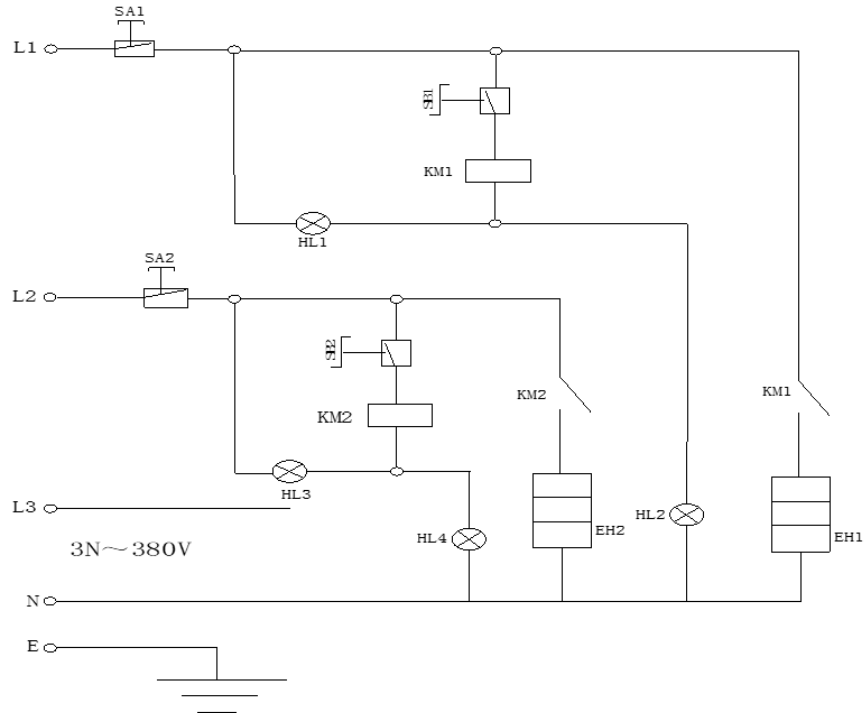 SA1
L1
SB1
KM1
HL1
SA2
L2
SB2
KM2
KM2
KM1
HL3
L3
HL4
EH2
HL2
EH1
3N～380V
N
E